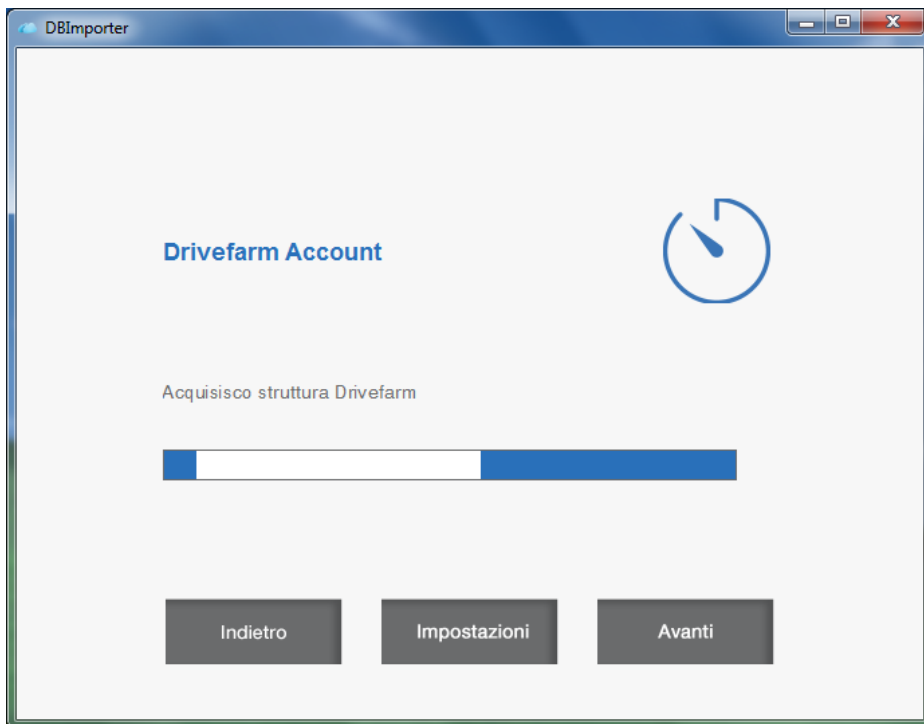 DBImporter
Drivefarm Account
Acquisisco struttura Drivefarm
Indietro
Impostazioni
Avanti